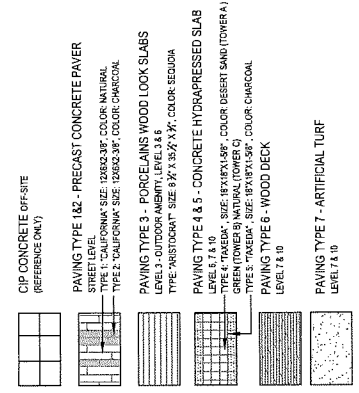 CIP CONCRETE OFF-SITE
(REFERENCE ONLY)
PAVING TYPE 1&2 - PRECAST CONCRETE PAVER
STREET LEVEL
TYPE 1: "CALIFORNIA" SIZE: 12X6X2-3/8", COLOR: NATURAL
TYPE 2: "CALIFORNIA" SIZE: 12X6X2-3/8", COLOR: CHARCOAL
PAVING TYPE 3 - PORCELAINS WOOD LOOK SLABS
LEVEL 3 - OUTDOOR AMENITY, LEVEL 3 & 6
TYPE: "ARISTOCRAT" SIZE: 8 ½" X 35 ½" X ¾", COLOR: SEQUOIA
PAVING TYPE 4 & 5 - CONCRETE HYDRAPRESSED SLAB
LEVEL 6, 7 & 10
TYPE 4: "TAKEDA", SIZE: 18"X18"X1-5/8", COLOR: DESERT SAND (TOWER A)
GREEN (TOWER B) NATURAL (TOWER C)
TYPE 5: "TAKEDA", SIZE: 18"X18"X1-5/8", COLOR: CHARCOAL
PAVING TYPE 6 - WOOD DECK
LEVEL 7 & 10
PAVING TYPE 7 - ARTIFICIAL TURF
LEVEL 7 & 10